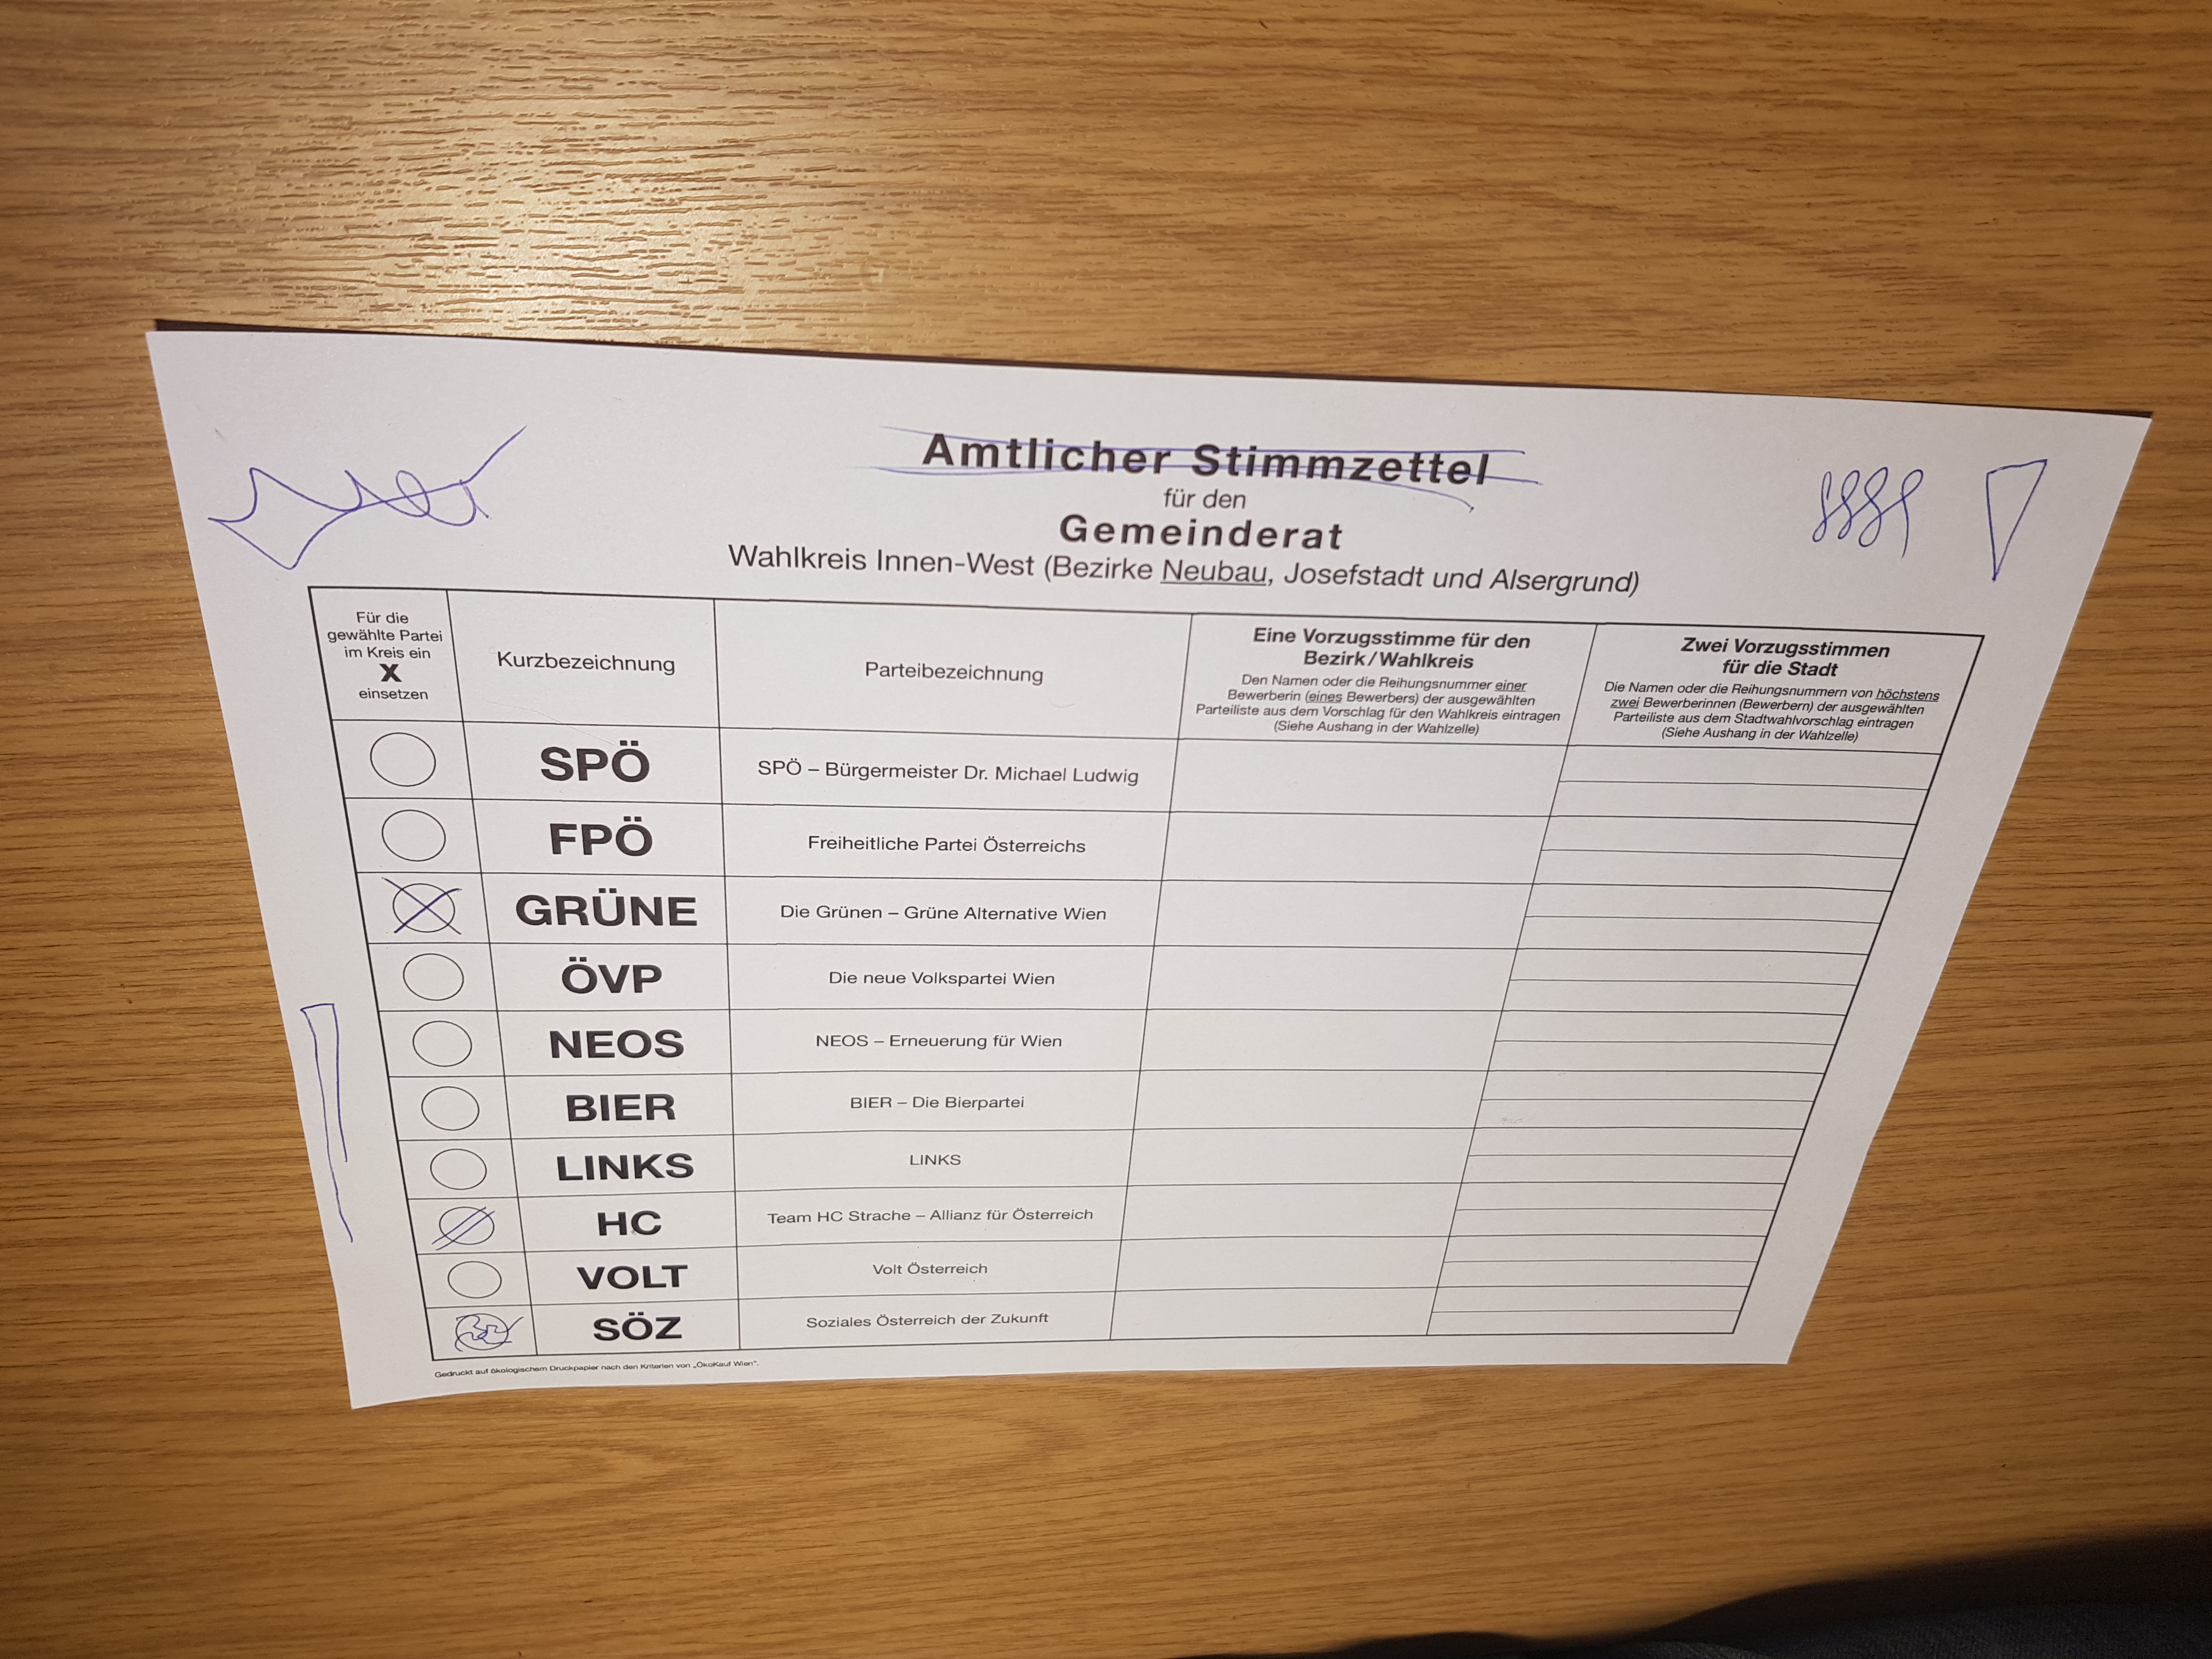 Amtlicher Stimmzettel
für den
Gemeinderat
Wahlkreis Innen-West (Bezirke Neubau, Josefstadt und Alsergrund)
Für die
gewählte Partei
im Kreis ein
X
einsetzen
Kurzbezeichnung
Parteibezeichnung
Eine Vorzugsstimme für den
Bezirk/Wahlkreis
Den Namen oder die Reihungsnummer einer
Bewerberin (eines Bewerbers) der ausgewählten
Parteiliste aus dem Vorschlag für den Wahlkreis eintragen
(Siehe Aushang in der Wahlzelle)
Zwei Vorzugsstimmen
für die Stadt
Die Namen oder die Reihungsnummern von höchstens
zwei Bewerberinnen (Bewerbern) der ausgewählten
Parteiliste aus dem Stadtwahlvorschlag eintragen
(Siehe Aushang in der Wahlzelle)
SPÖ SPÖ – Bürgermeister Dr. Michael Ludwig
FPÖ Freiheitliche Partei Österreichs
GRÜNE Die Grünen – Grüne Alternative Wien
ÖVP Die neue Volkspartei Wien
NEOS NEOS – Erneuerung für Wien
BIER BIER – Die Bierpartei
LINKS LINKS
HC Team HC Strache – Allianz für Österreich
VOLT Volt Österreich
SÖZ Soziales Österreich der Zukunft
Gedruckt auf ökologischem Druckpapier nach den Kriterien von „ÖkoKauf Wien“.